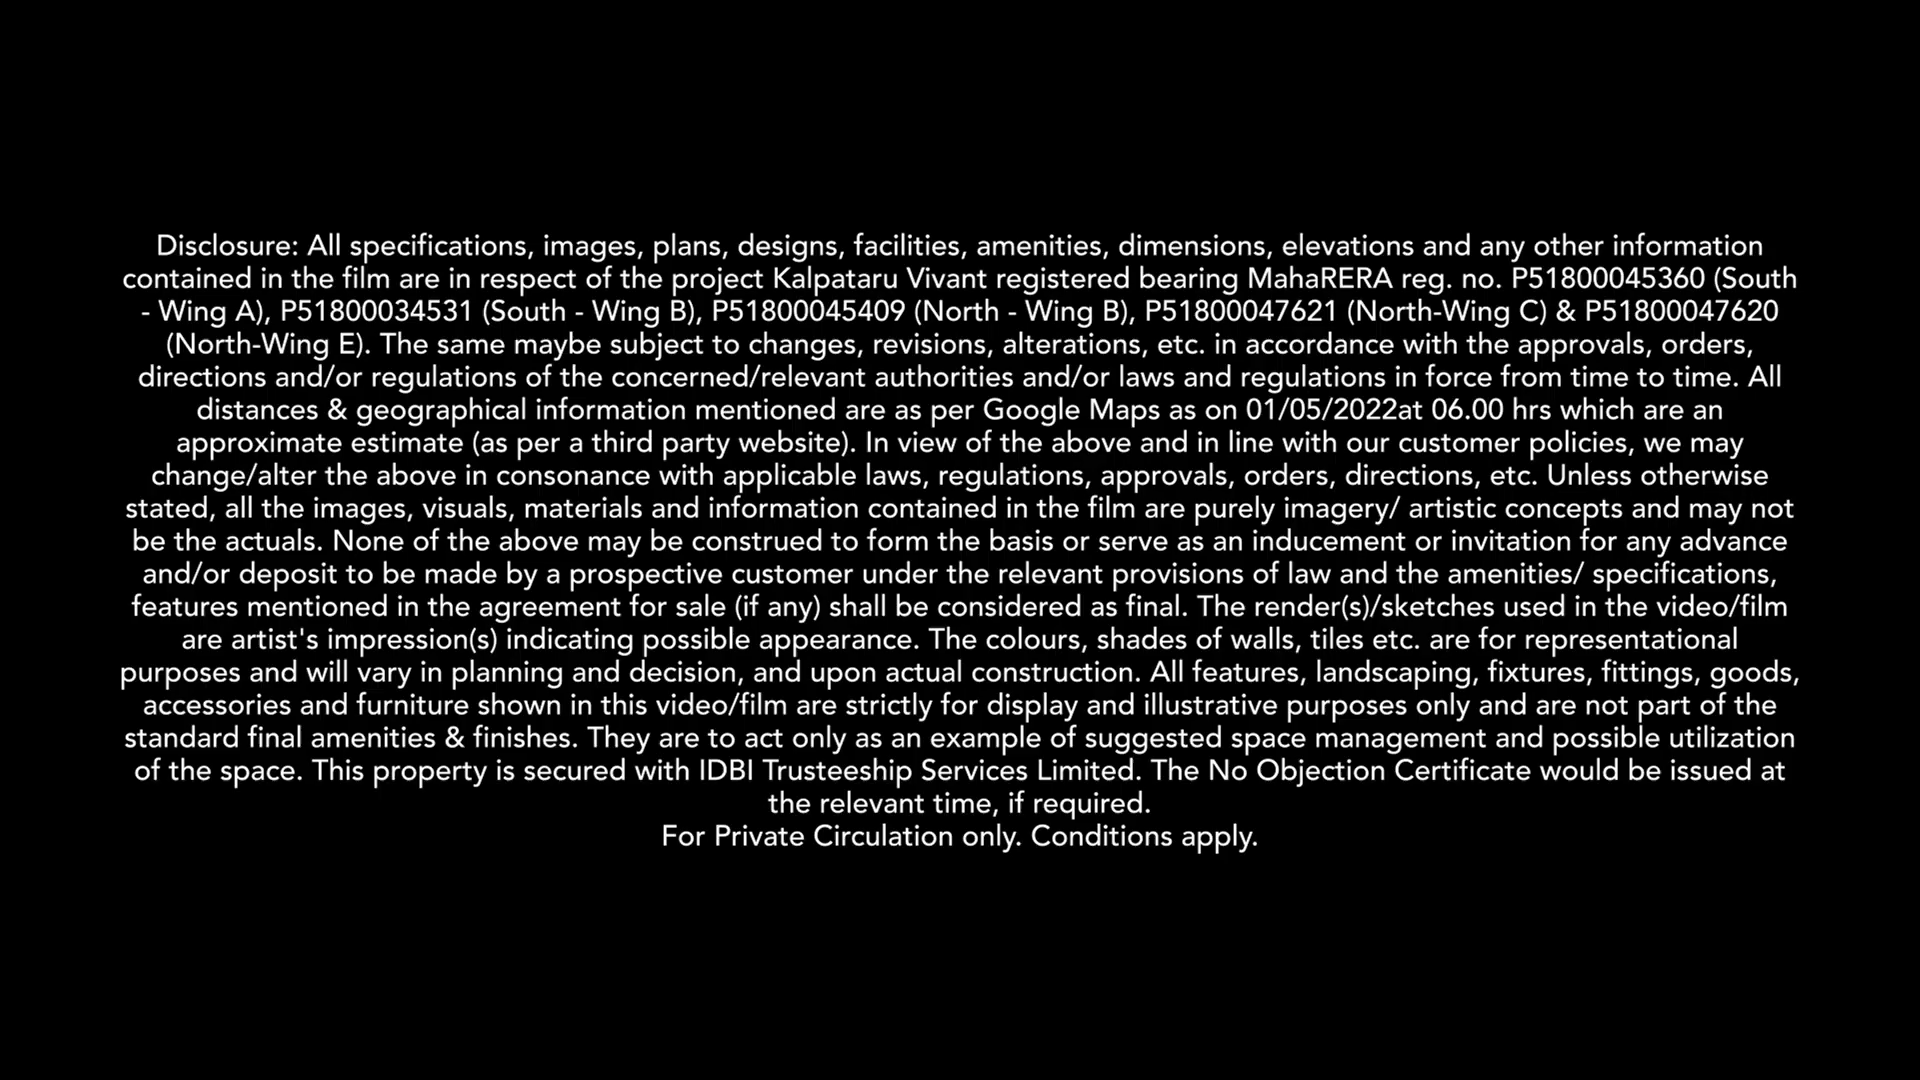 Disclosure: All specifications, images, plans, designs, facilities, amenities, dimensions, elevations and any other information
contained in the film are in respect of the project Kalpataru Vivant registered bearing MahaRERA reg. no. P51800045360 (South
- Wing A), P51800034531 (South - Wing B), P51800045409 (North - Wing B), P51800047621 (North-Wing C) & P51800047620
(North-Wing E). The same maybe subject to changes, revisions, alterations, etc. in accordance with the approvals, orders,
directions and/or regulations of the concerned/relevant authorities and/or laws and regulations in force from time to time. All
distances & geographical information mentioned are as per Google Maps as on 01/05/2022at 06.00 hrs which are an
approximate estimate (as per a third party website). In view of the above and in line with our customer policies, we may
change/alter the above in consonance with applicable laws, regulations, approvals, orders, directions, etc. Unless otherwise
stated, all the images, visuals, materials and information contained in the film are purely imagery/ artistic concepts and may not
be the actuals. None of the above may be construed to form the basis or serve as an inducement or invitation for any advance
and/or deposit to be made by a prospective customer under the relevant provisions of law and the amenities/ specifications,
features mentioned in the agreement for sale (if any) shall be considered as final. The render(s)/sketches used in the video/film
are artist's impression(s) indicating possible appearance. The colours, shades of walls, tiles etc. are for representational
purposes and will vary in planning and decision, and upon actual construction. All features, landscaping, fixtures, fittings, goods,
accessories and furniture shown in this video/film are strictly for display and illustrative purposes only and are not part of the
standard final amenities & finishes. They are to act only as an example of suggested space management and possible utilization
of the space. This property is secured with IDBI Trusteeship Services Limited. The No Objection Certificate would be issued at
the relevant time, if required.
For Private Circulation only. Conditions apply.